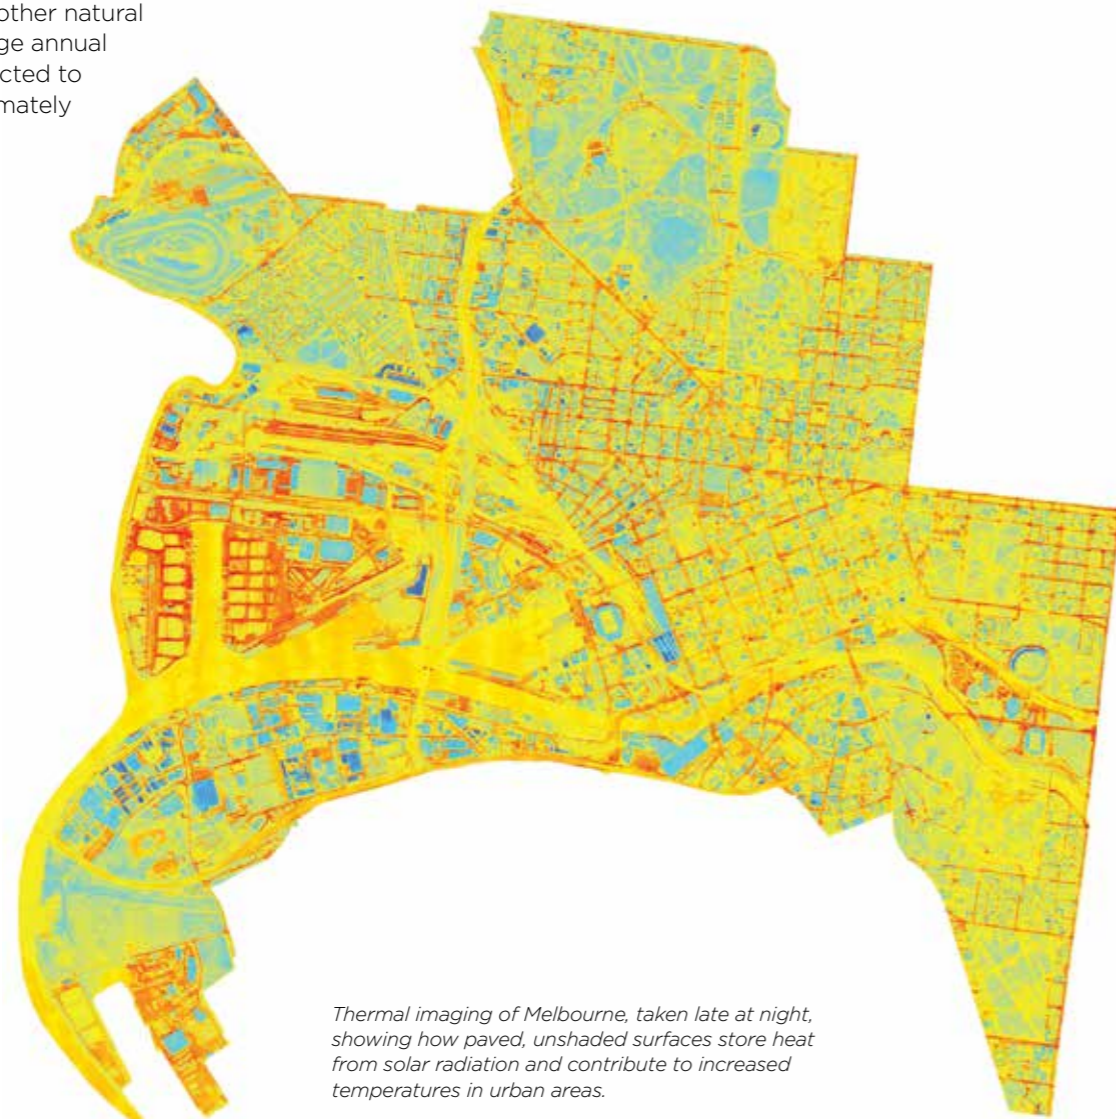 other natural
ge annual
cted to
mately
Thermal imaging of Melbourne, taken late at night,
showing how paved, unshaded surfaces store heat
from solar radiation and contribute to increased
temperatures in urban areas.